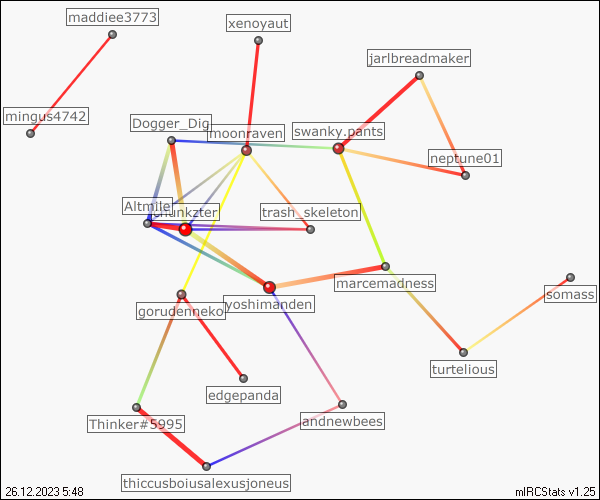 maddiee3773
xenoyaut
jarlbreadmaker
mingus4742
Dogger_Dig
moonraven
swanky.pants
neptune01
Altmile
chunkzter
trash_skeleton
marcemadness
somass
gorudenneko
yoshimanden
turtelious
edgepanda
andnewbees
Thinker#5995
thiccusboiusalexusjoneus
26.12.2023 5:48
mIRCStats v1.25